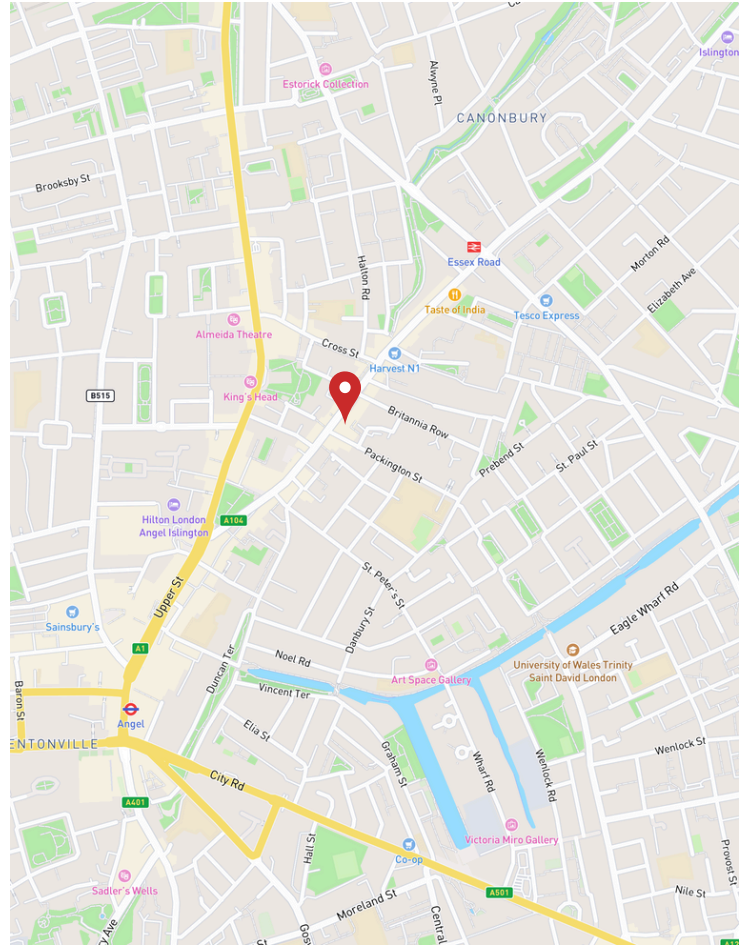 Ca
Islington
Estorick Collection
Alwyne Pl
CANONBURY
Brooksby St
Halton Rd
Essex Road
Morton Rd
Elizabeth Ave
Taste of India
Tesco Express
Almeida Theatre
Cross St
Harvest N1
King's Head
B515
Britannia Row
Packington St
Prebend St
St. Paul St
Hilton London
Angel Islington
A104
Upper St
St. Peter's St
Eagle Wharf Rd
Sainsbury's
Danbury St
A1
Noel Rd
Duncan Ter
Art Space Gallery
University of Wales Trinity
Saint David London
Vincent Ter
Baron St
Angel
ENTONVILLE
Elia St
Graham St
Wharf Rd
Wenlock Rd
Wenlock St
City Rd
A401
Hall St
Victoria Miro Gallery
Co-op
Provost St
Sadler's Wells
Moreland St
A501
Nile St
ry Ave
Gosw
Central